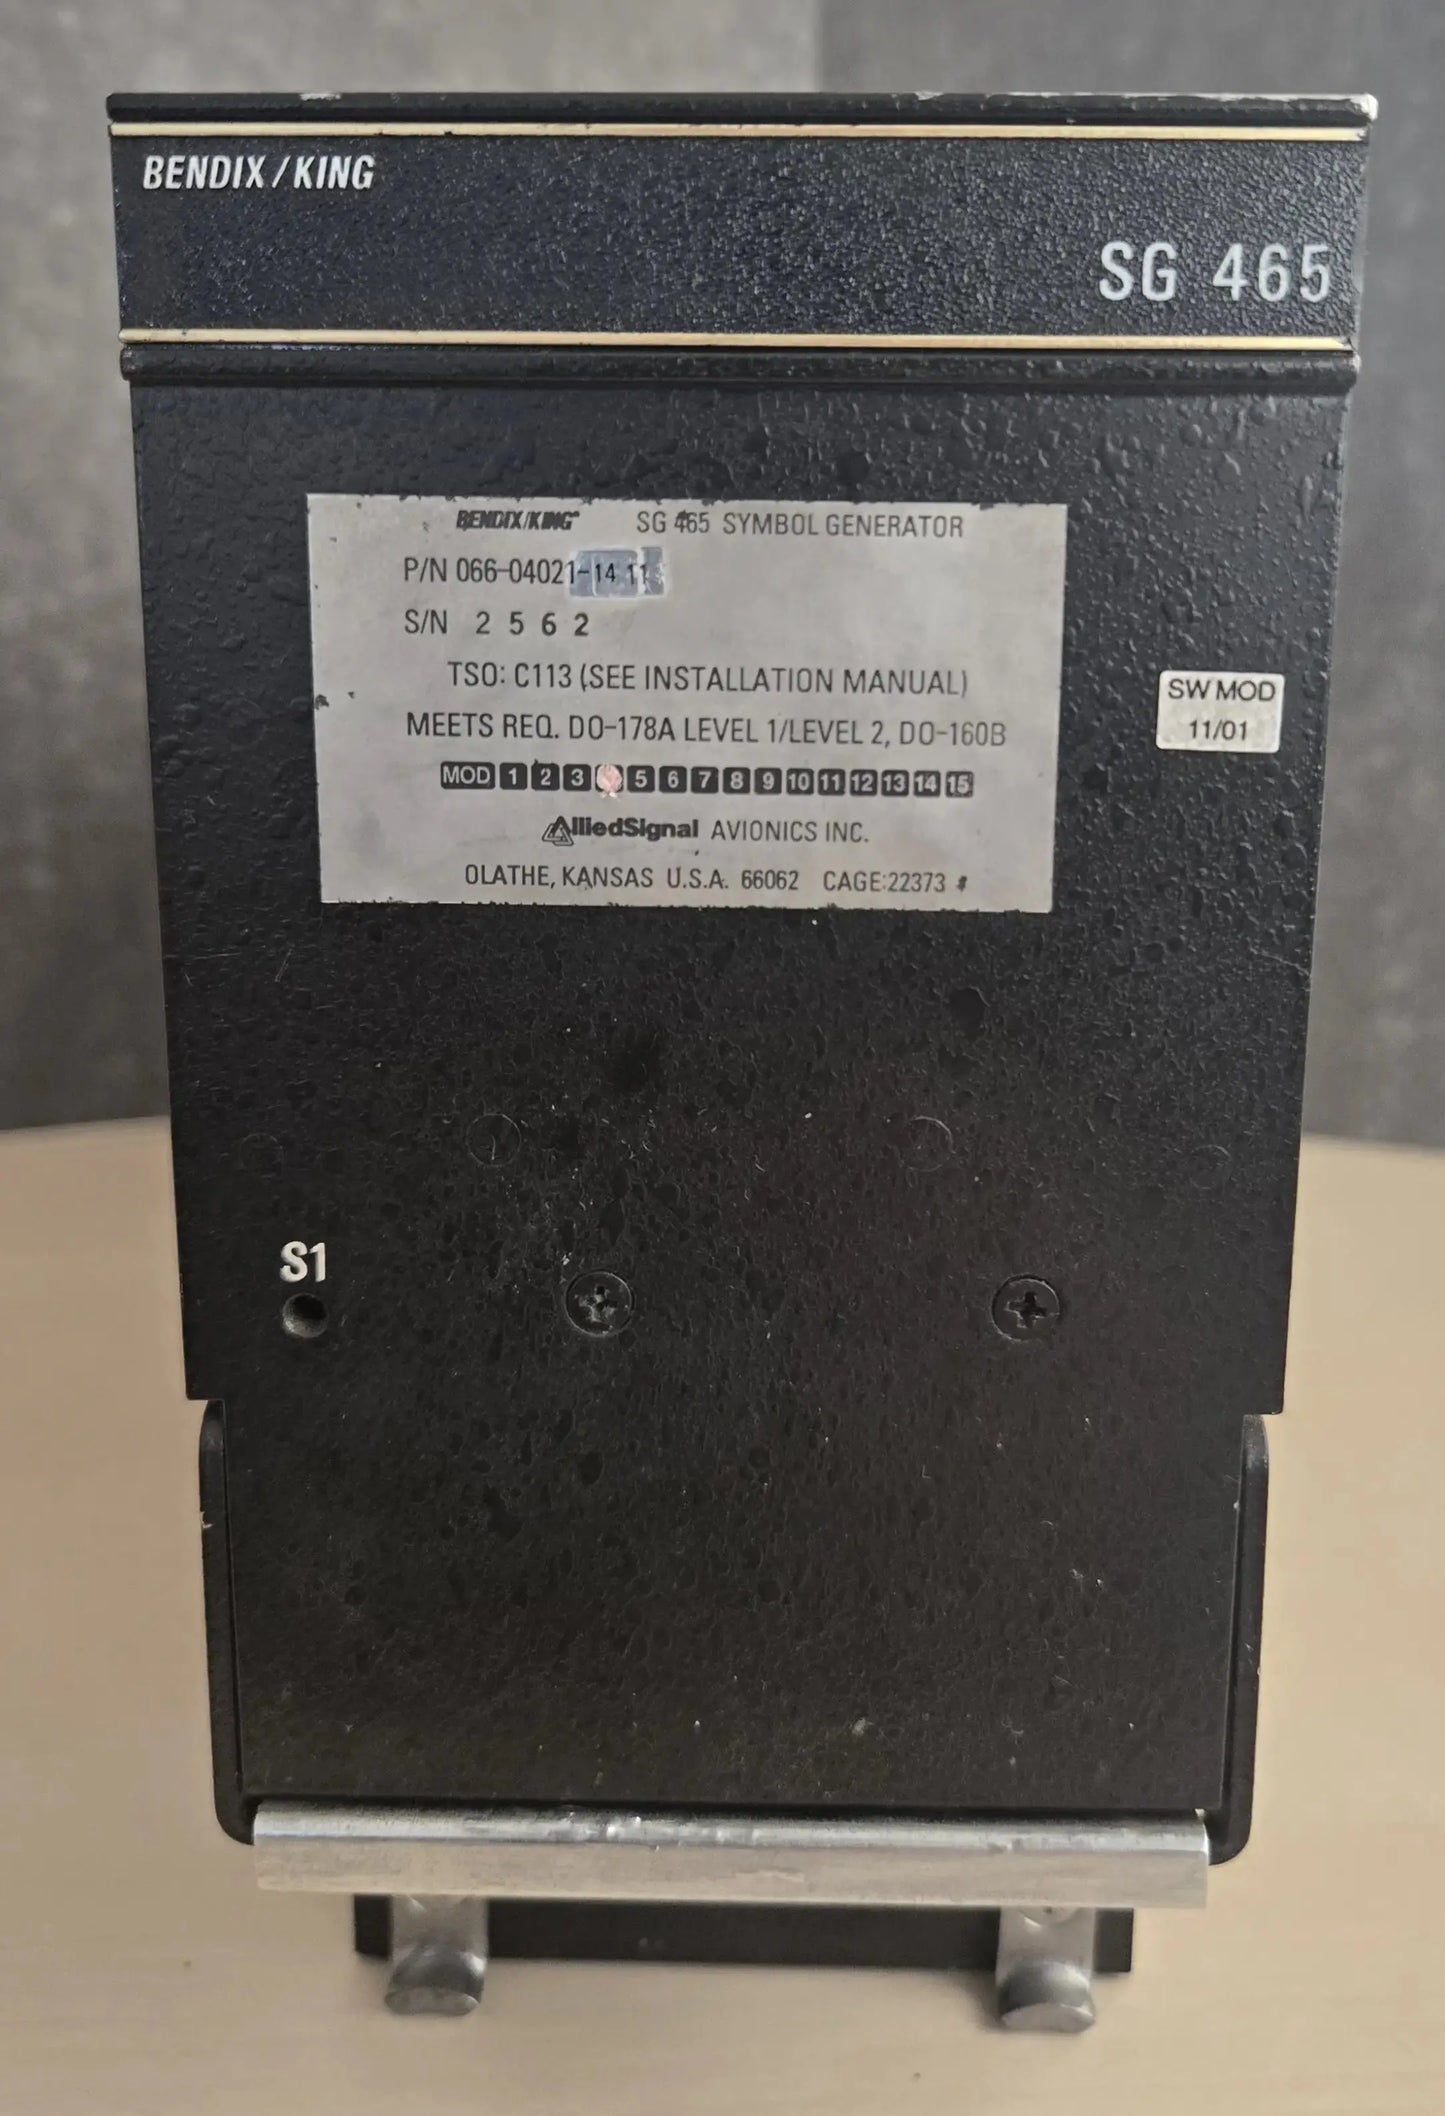 BENDIX/KING
SG 465
BENDIX/KING® SG 465 SYMBOL GENERATOR
P/N 066-04021-14 11
S/N 2 5 6 2
TSO: C113 (SEE INSTALLATION MANUAL)
MEETS REQ. DO-178A LEVEL 1/LEVEL 2, DO-160B
MOD 1 2 3 5 6 7 8 9 10 11 12 13 14 15
AlliedSignal AVIONICS INC.
OLATHE, KANSAS U.S.A. 66062 CAGE:22373
SW MOD
11/01
S1